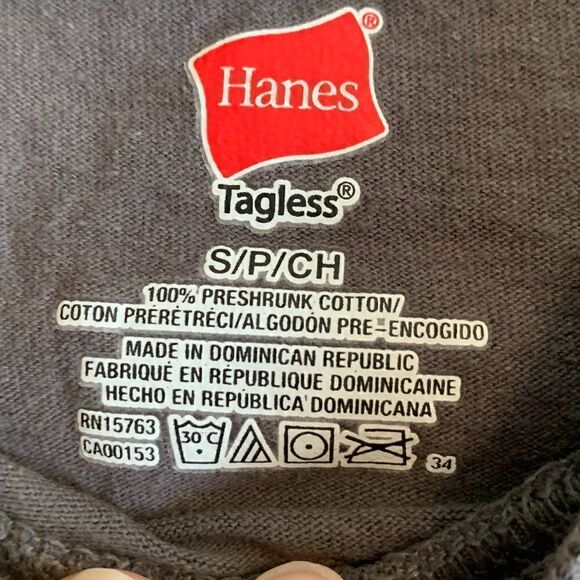 Hanes®
Tagless®
S/P/CH
100% PRESHRUNK COTTON/
COTON PRÉRÉTRÉCI/ALGODÓN PRE-ENCOGIDO
MADE IN DOMINICAN REPUBLIC
FABRIQUÉ EN RÉPUBLIQUE DOMINICAINE
HECHO EN REPÚBLICA DOMINICANA
RN15763
CA00153
30 C
34